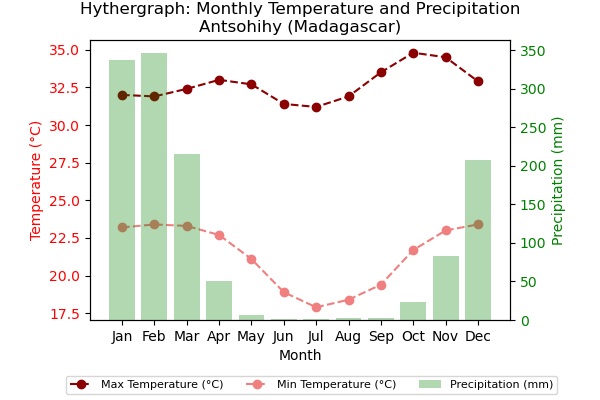 Hythergraph: Monthly Temperature and Precipitation
Antsohihy (Madagascar)
35.0
32.5
30.0
27.5
25.0
22.5
20.0
17.5
Temperature (°C)
350
300
250
200
150
100
50
0
Precipitation (mm)
Jan Feb Mar Apr May Jun Jul Aug Sep Oct Nov Dec
Month
Max Temperature (°C) Min Temperature (°C) Precipitation (mm)